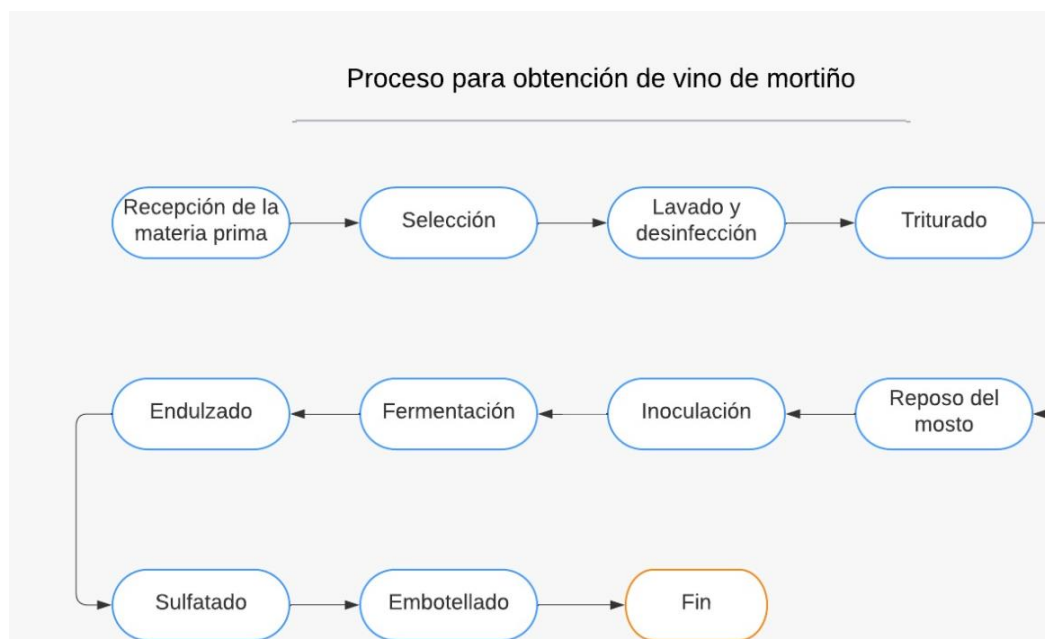 Proceso para obtención de vino de mortiño
Recepción de la
materia prima
Selección
Lavado y
desinfección
Triturado
Reposo del
mosto
Inoculación
Fermentación
Endulzado
Sulfatado
Embotellado
Fin